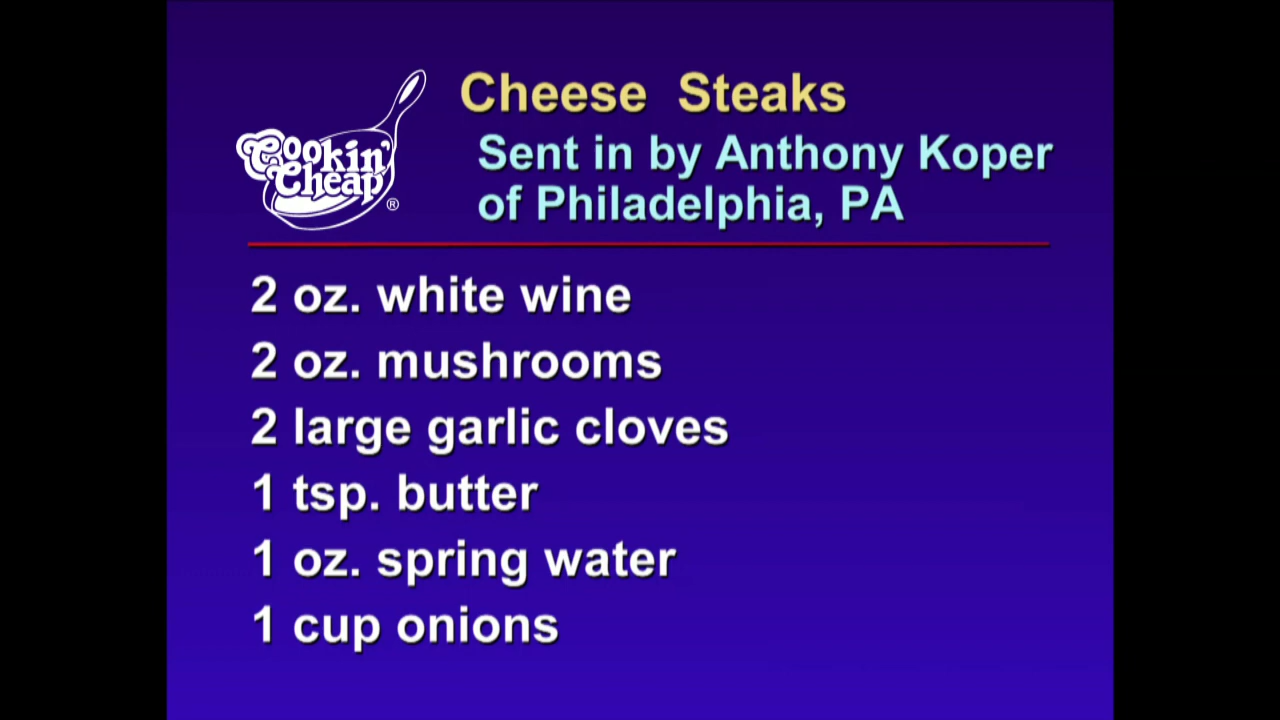 Cookin'
Cheap
®
Cheese Steaks
Sent in by Anthony Koper
of Philadelphia, PA
2 oz. white wine
2 oz. mushrooms
2 large garlic cloves
1 tsp. butter
1 oz. spring water
1 cup onions